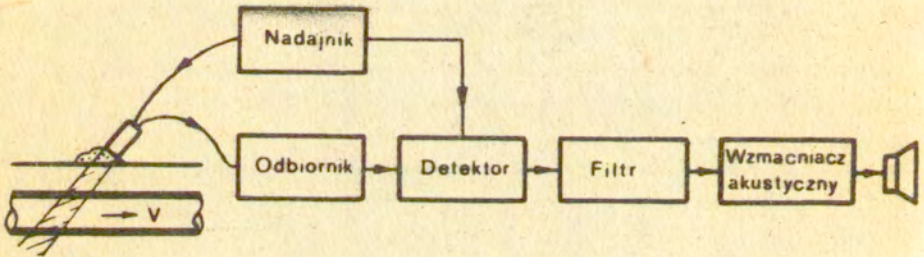 Nadajnik
Odbiornik
Detektor
Filtr
Wzmacniacz
akustyczny
V